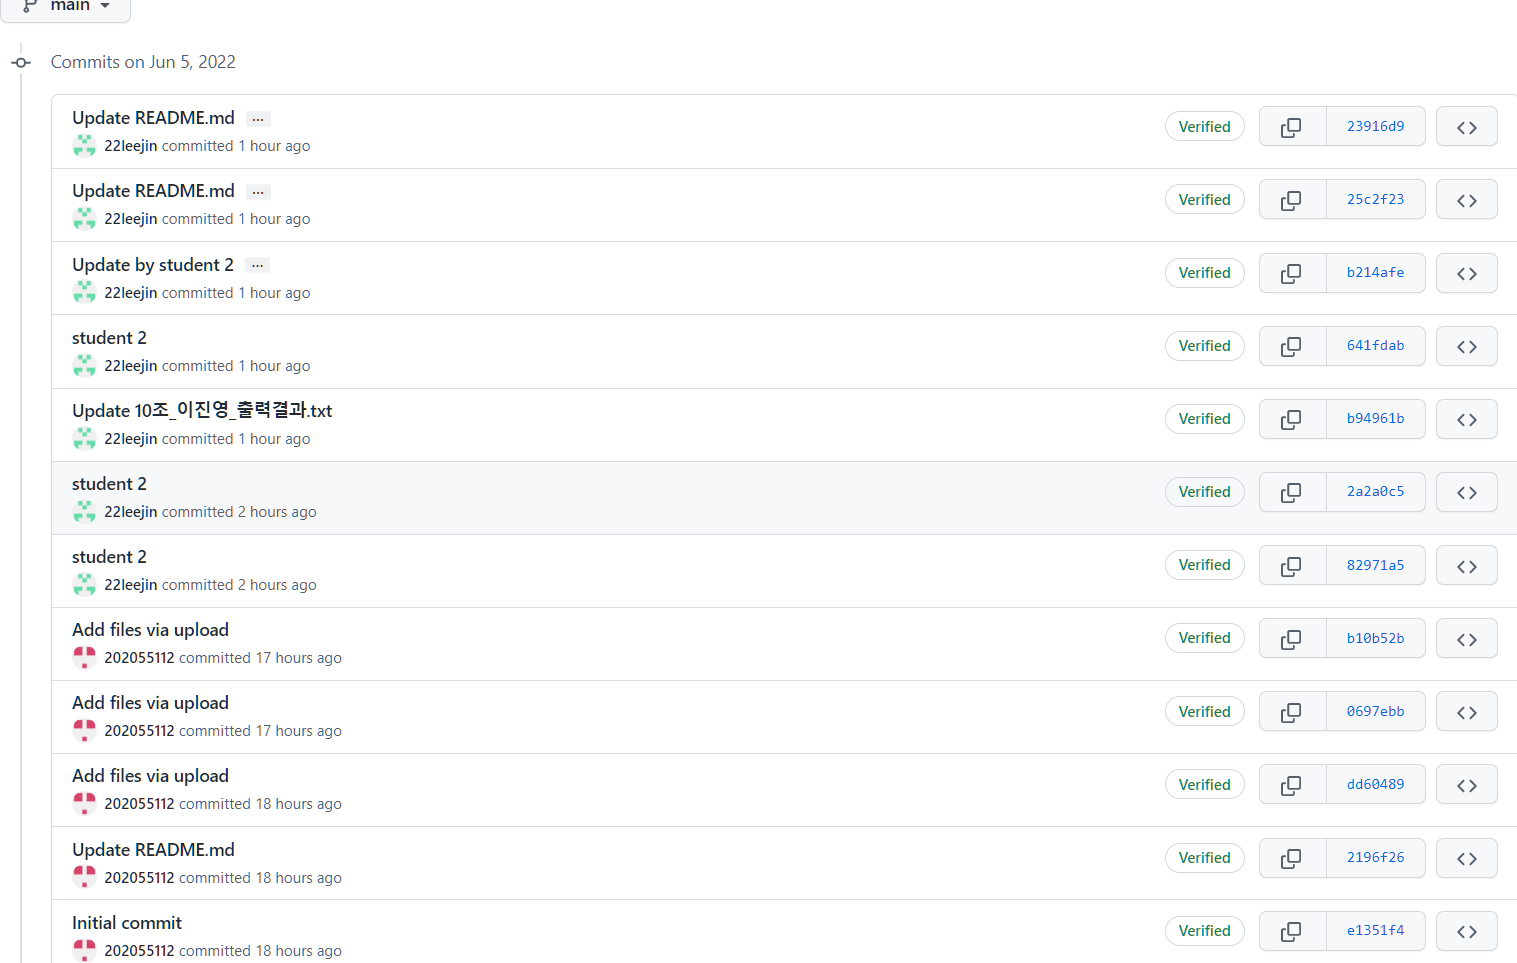 main
Commits on Jun 5, 2022
Update README.md ...
Verified 23916d9
22leejin committed 1 hour ago
Update README.md ...
Verified 25c2f23
22leejin committed 1 hour ago
Update by student 2 ...
Verified b214afe
22leejin committed 1 hour ago
student 2
Verified 641fdab
22leejin committed 1 hour ago
Update 10조_이진영_출력결과.txt
Verified b94961b
22leejin committed 1 hour ago
student 2
Verified 2a2a0c5
22leejin committed 2 hours ago
student 2
Verified 82971a5
22leejin committed 2 hours ago
Add files via upload
Verified b10b52b
202055112 committed 17 hours ago
Add files via upload
Verified 0697ebb
202055112 committed 17 hours ago
Add files via upload
Verified dd60489
202055112 committed 18 hours ago
Update README.md
Verified 2196f26
202055112 committed 18 hours ago
Initial commit
Verified e1351f4
202055112 committed 18 hours ago